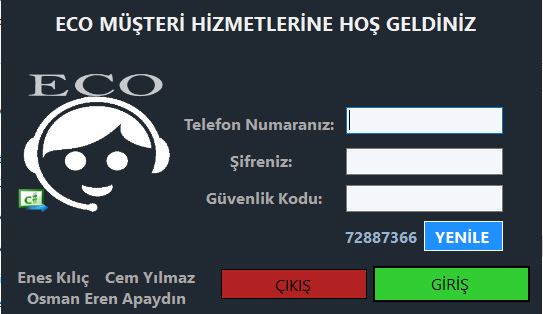 ECO MÜŞTERİ HİZMETLERİNE HOŞ GELDİNİZ
ECO
Telefon Numaranız:
Şifreniz:
C#
Güvenlik Kodu:
72887366 YENİLE
Enes Kılıç Cem Yılmaz
Osman Eren Apaydın
ÇIKIŞ
GİRİŞ